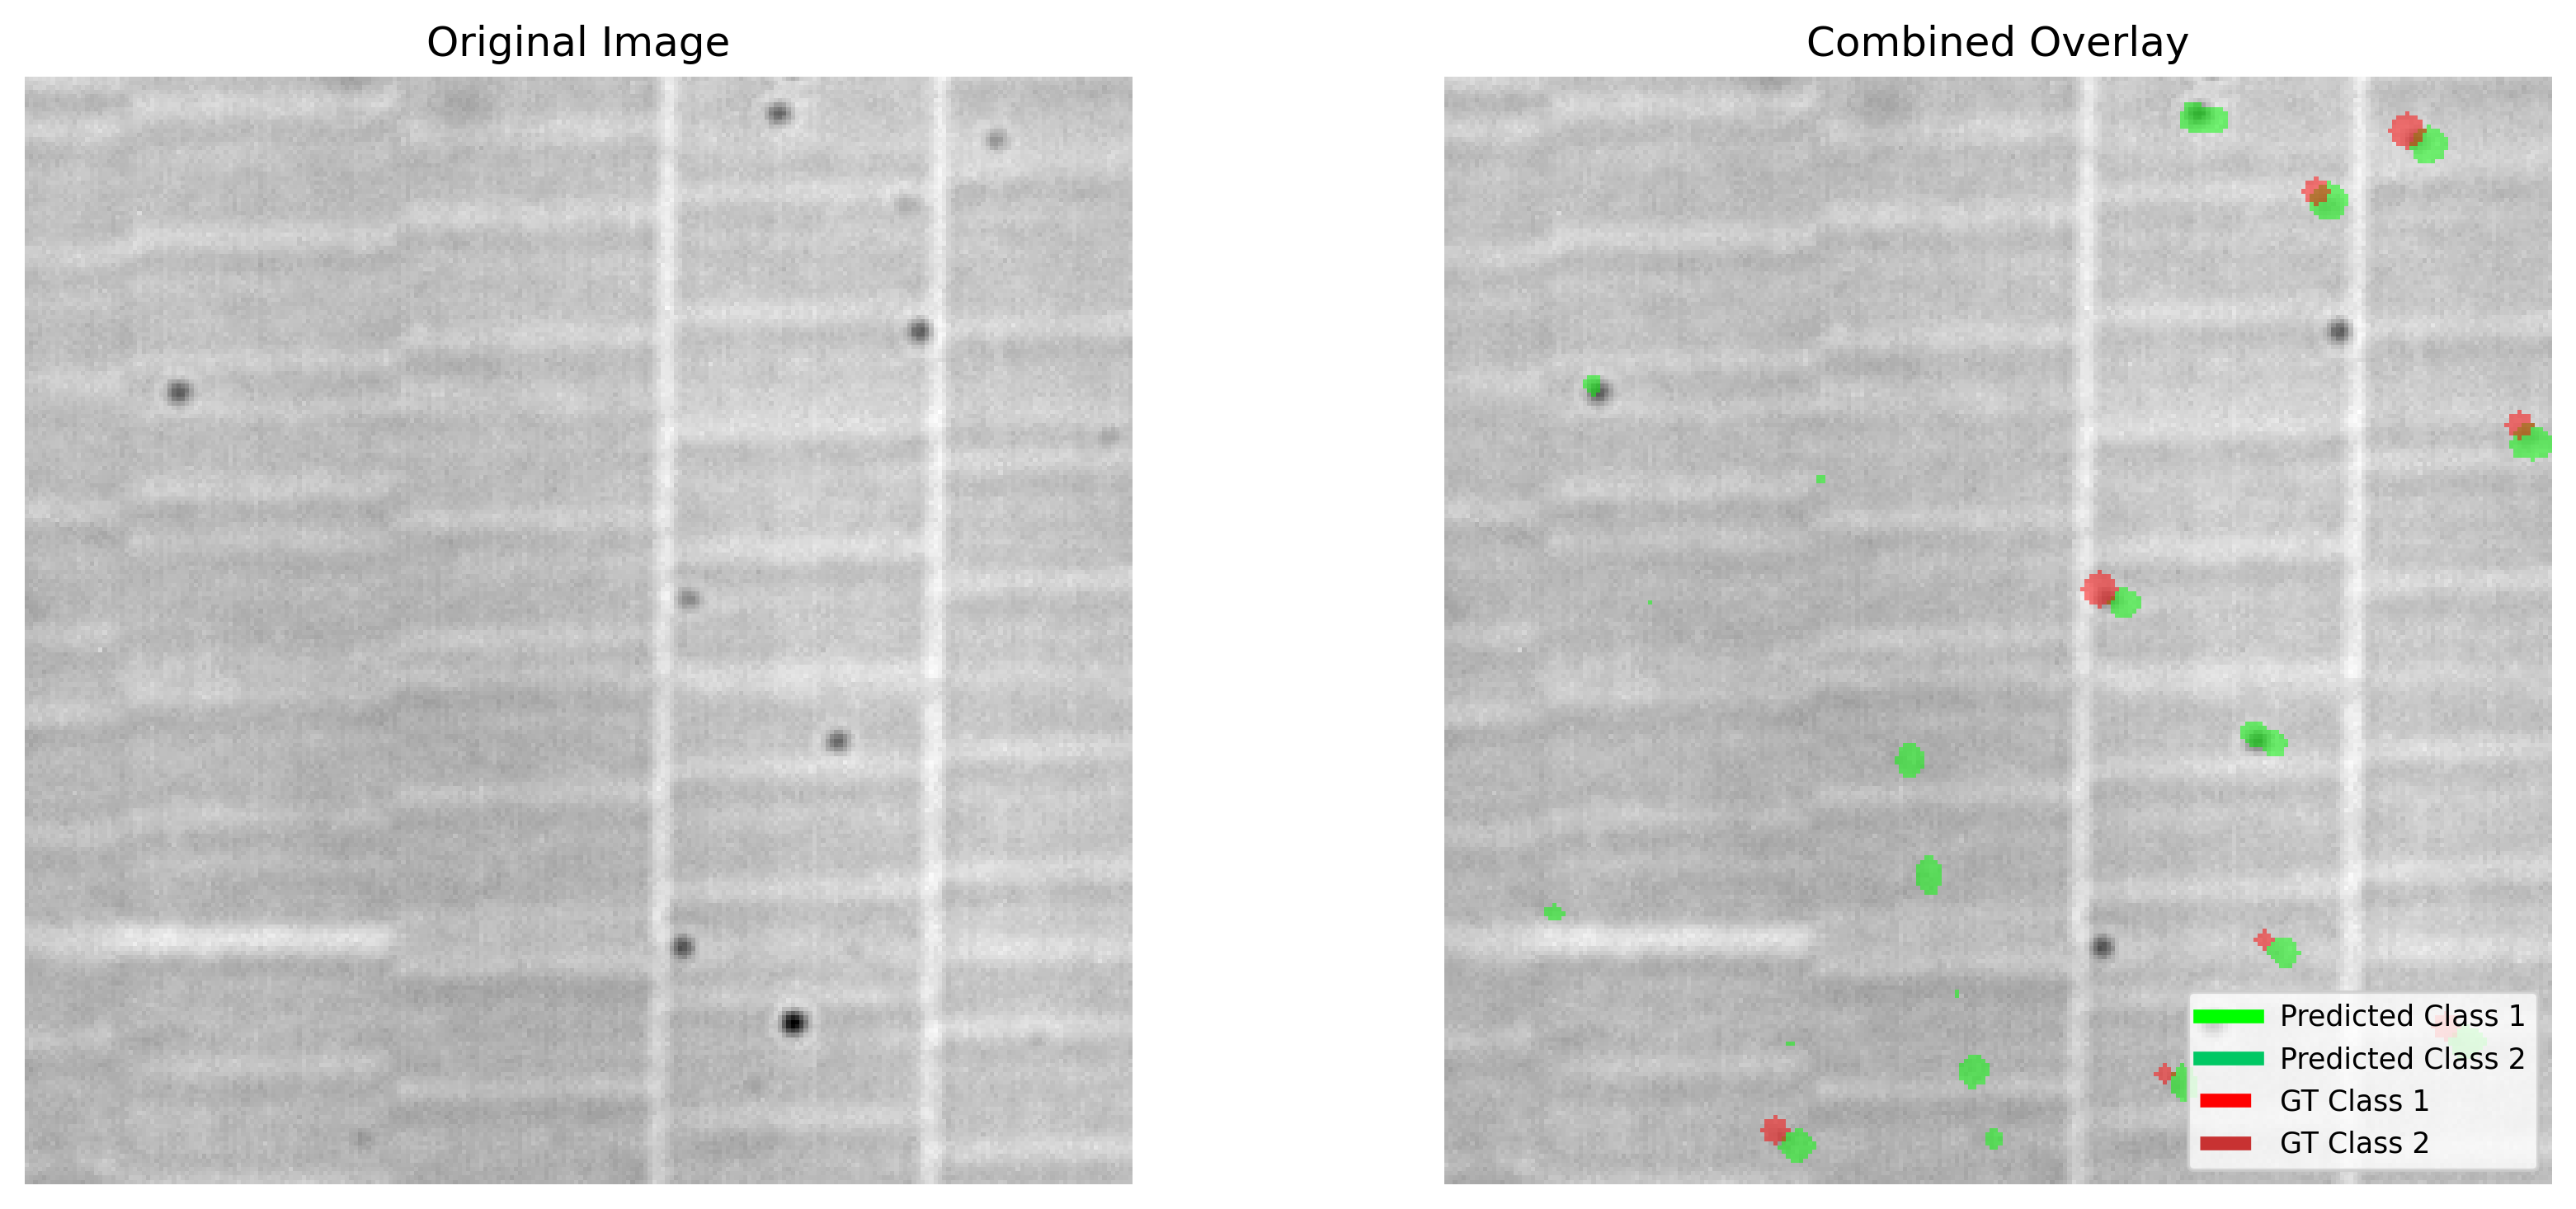 Original Image
Combined Overlay
Predicted Class 1
Predicted Class 2
GT Class 1
GT Class 2